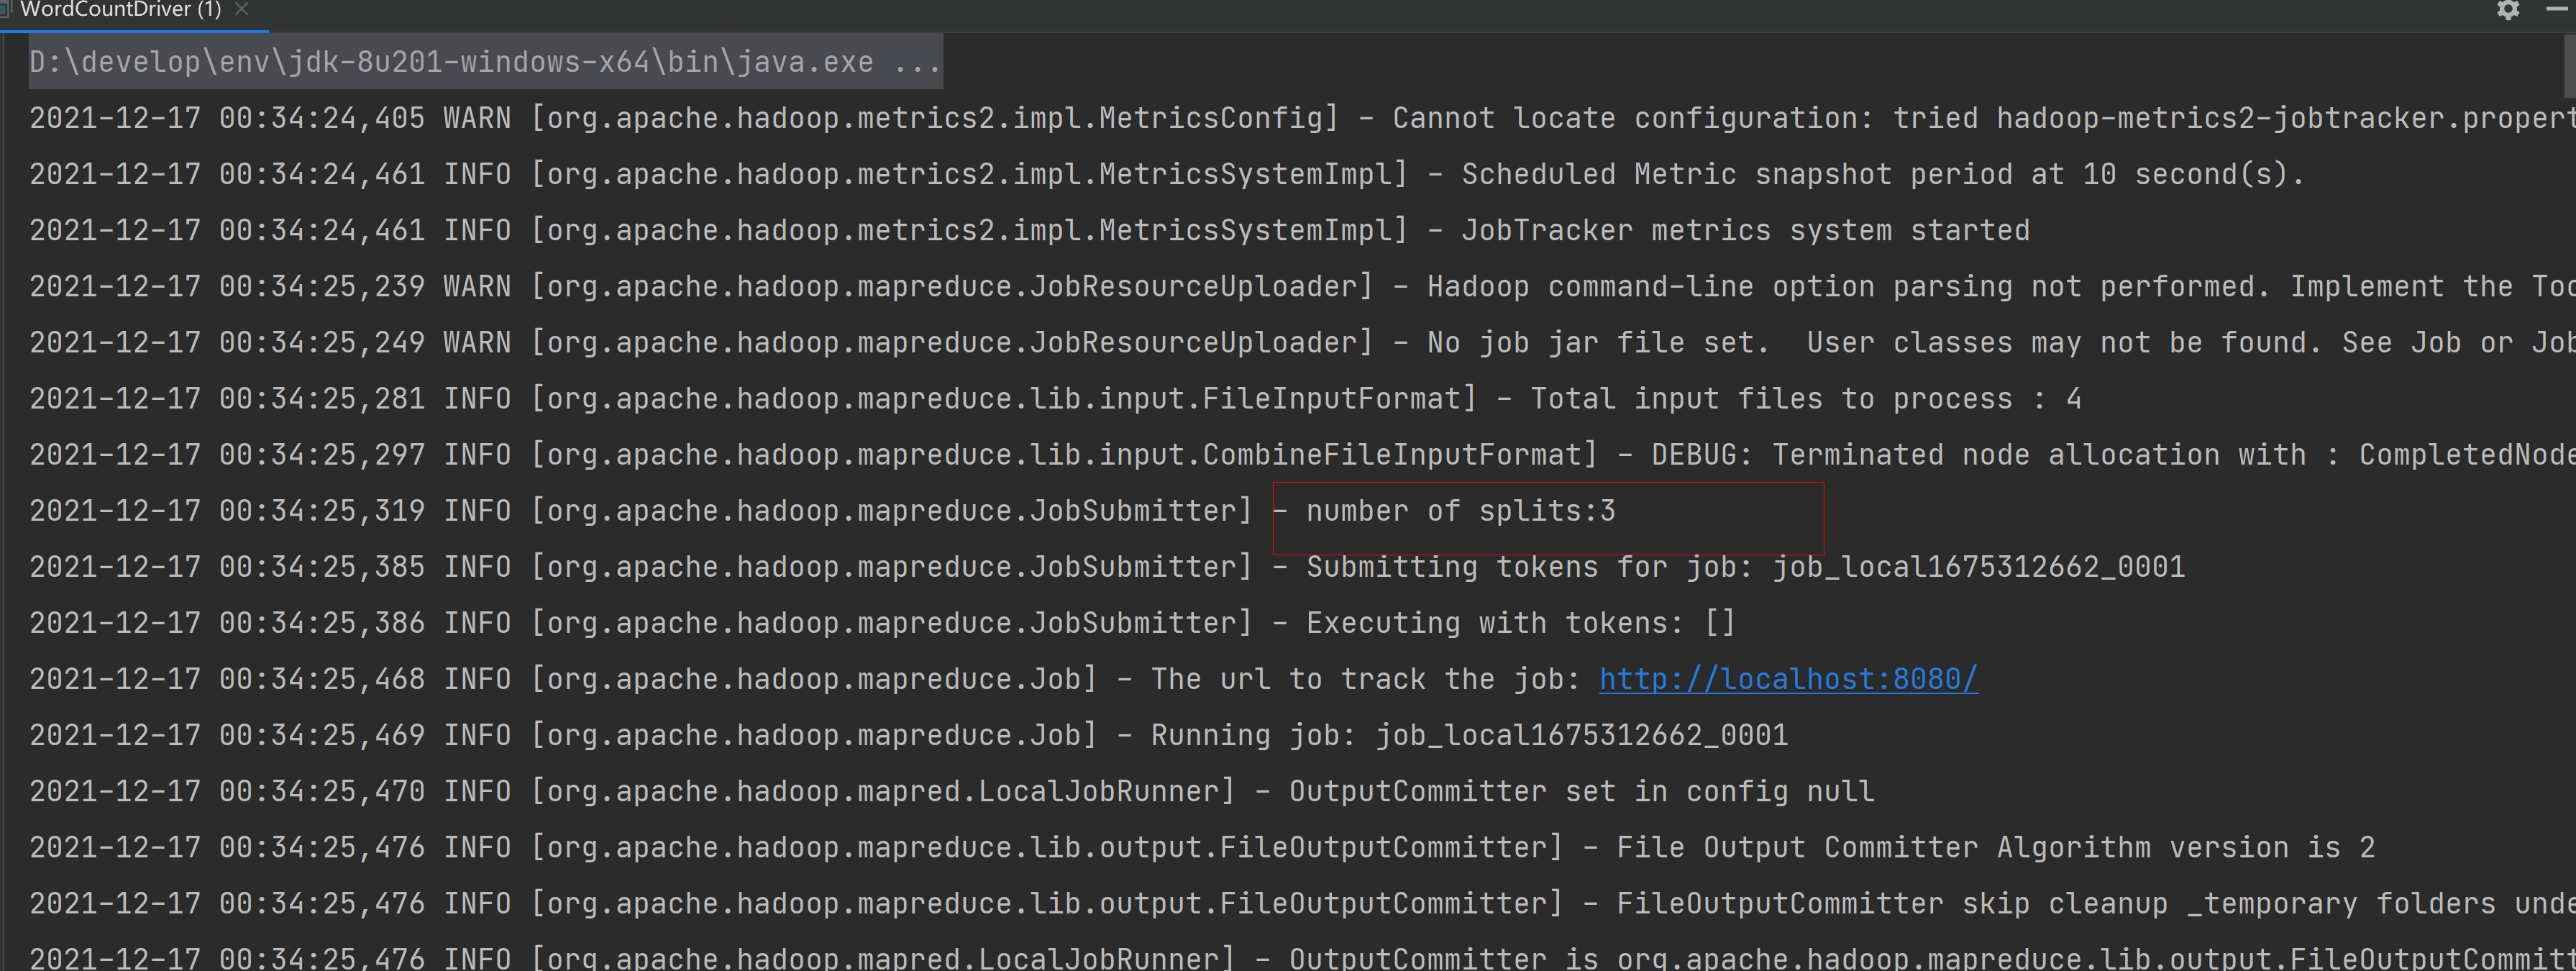 WordCountDriver (1)
D:\develop\env\jdk-8u201-windows-x64\bin\java.exe ...
2021-12-17 00:34:24,405 WARN [org.apache.hadoop.metrics2.impl.MetricsConfig] - Cannot locate configuration: tried hadoop-metrics2-jobtracker.propert
2021-12-17 00:34:24,461 INFO [org.apache.hadoop.metrics2.impl.MetricsSystemImpl] - Scheduled Metric snapshot period at 10 second(s).
2021-12-17 00:34:24,461 INFO [org.apache.hadoop.metrics2.impl.MetricsSystemImpl] - JobTracker metrics system started
2021-12-17 00:34:25,239 WARN [org.apache.hadoop.mapreduce.JobResourceUploader] - Hadoop command-line option parsing not performed. Implement the Too
2021-12-17 00:34:25,249 WARN [org.apache.hadoop.mapreduce.JobResourceUploader] - No job jar file set.  User classes may not be found. See Job or Job
2021-12-17 00:34:25,281 INFO [org.apache.hadoop.mapreduce.lib.input.FileInputFormat] - Total input files to process : 4
2021-12-17 00:34:25,297 INFO [org.apache.hadoop.mapreduce.lib.input.CombineFileInputFormat] - DEBUG: Terminated node allocation with : CompletedNode
2021-12-17 00:34:25,319 INFO [org.apache.hadoop.mapreduce.JobSubmitter] - number of splits:3
2021-12-17 00:34:25,385 INFO [org.apache.hadoop.mapreduce.JobSubmitter] - Submitting tokens for job: job_local1675312662_0001
2021-12-17 00:34:25,386 INFO [org.apache.hadoop.mapreduce.JobSubmitter] - Executing with tokens: []
2021-12-17 00:34:25,468 INFO [org.apache.hadoop.mapreduce.Job] - The url to track the job: http://localhost:8080/
2021-12-17 00:34:25,469 INFO [org.apache.hadoop.mapreduce.Job] - Running job: job_local1675312662_0001
2021-12-17 00:34:25,470 INFO [org.apache.hadoop.mapred.LocalJobRunner] - OutputCommitter set in config null
2021-12-17 00:34:25,476 INFO [org.apache.hadoop.mapreduce.lib.output.FileOutputCommitter] - File Output Committer Algorithm version is 2
2021-12-17 00:34:25,476 INFO [org.apache.hadoop.mapreduce.lib.output.FileOutputCommitter] - FileOutputCommitter skip cleanup _temporary folders unde
2021-12-17 00:34:25,476 INFO [org.apache.hadoop.mapred.LocalJobRunner] - OutputCommitter is org.apache.hadoop.mapreduce.lib.output.FileOutputCommitt